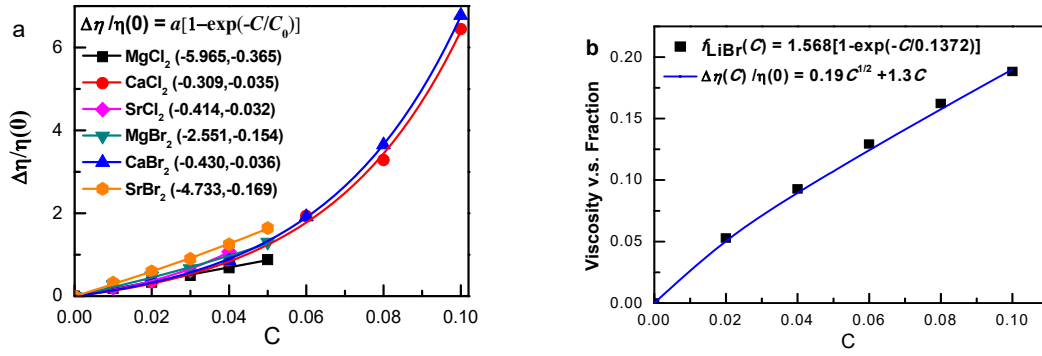 a
Δη/η(0) = a[1−exp(-C/C₀)]
MgCl₂ (-5.965,-0.365)
CaCl₂ (-0.309,-0.035)
SrCl₂ (-0.414,-0.032)
MgBr₂ (-2.551,-0.154)
CaBr₂ (-0.430,-0.036)
SrBr₂ (-4.733,-0.169)
Δη/η(0)
6
4
2
0
0.00 0.02 0.04 0.06 0.08 0.10
C
b
f_LiBr(C) = 1.568[1-exp(-C/0.1372)]
Δη(C) /η(0) = 0.19C^1/2 +1.3C
Viscosity v.s. Fraction
0.20
0.15
0.10
0.05
0.00
0.00 0.02 0.04 0.06 0.08 0.10
C